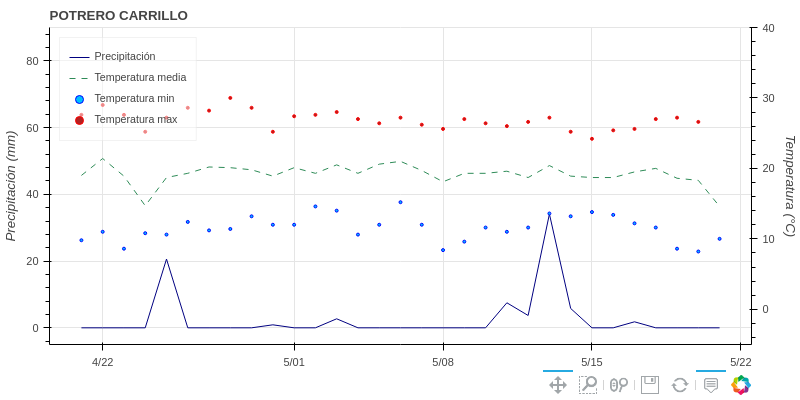 POTRERO CARRILLO
Precipitación
Temperatura media
Temperatura min
Temperatura max
Precipitación (mm)
80
60
40
20
0
Temperatura (°C)
40
30
20
10
0
4/22
5/01
5/08
5/15
5/22